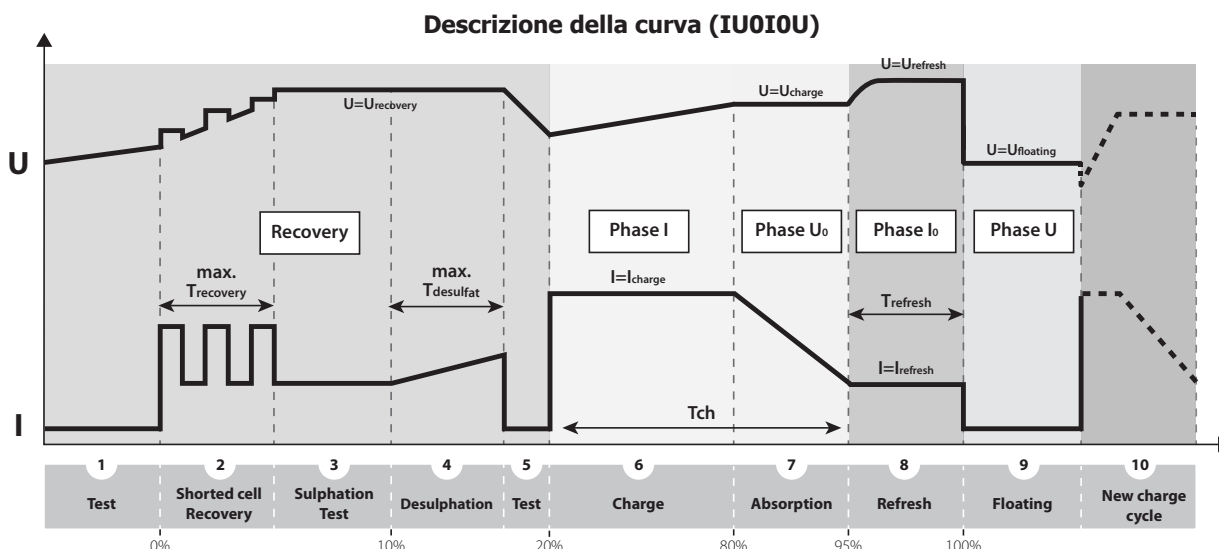 Descrizione della curva (IU0I0U)
U=Urefresh
U=Urecovery
U=Ucharge
U=Ufloating
U
Recovery
Phase I
Phase U0
Phase I0
Phase U
max.
Trecovery
max.
Tdesulfat
I=Icharge
Trefresh
I=Irefresh
Tch
I
1 2 3 4 5 6 7 8 9 10
Test
Shorted cell
Recovery
Sulphation
Test
Desulphation
Test
Charge
Absorption
Refresh
Floating
New charge
cycle
0% 10% 20% 80% 95% 100%